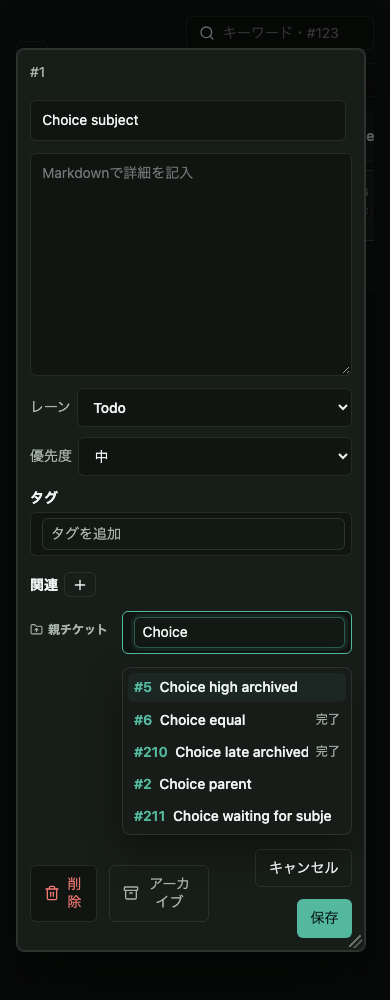 キーワード・#123
#1
Choice subject
Markdownで詳細を記入
レーン Todo
優先度 中
タグ
タグを追加
関連 +
親チケット Choice
#5 Choice high archived
#6 Choice equal 完了
#210 Choice late archived 完了
#2 Choice parent
#211 Choice waiting for subje
キャンセル
削除
アーカイブ
保存